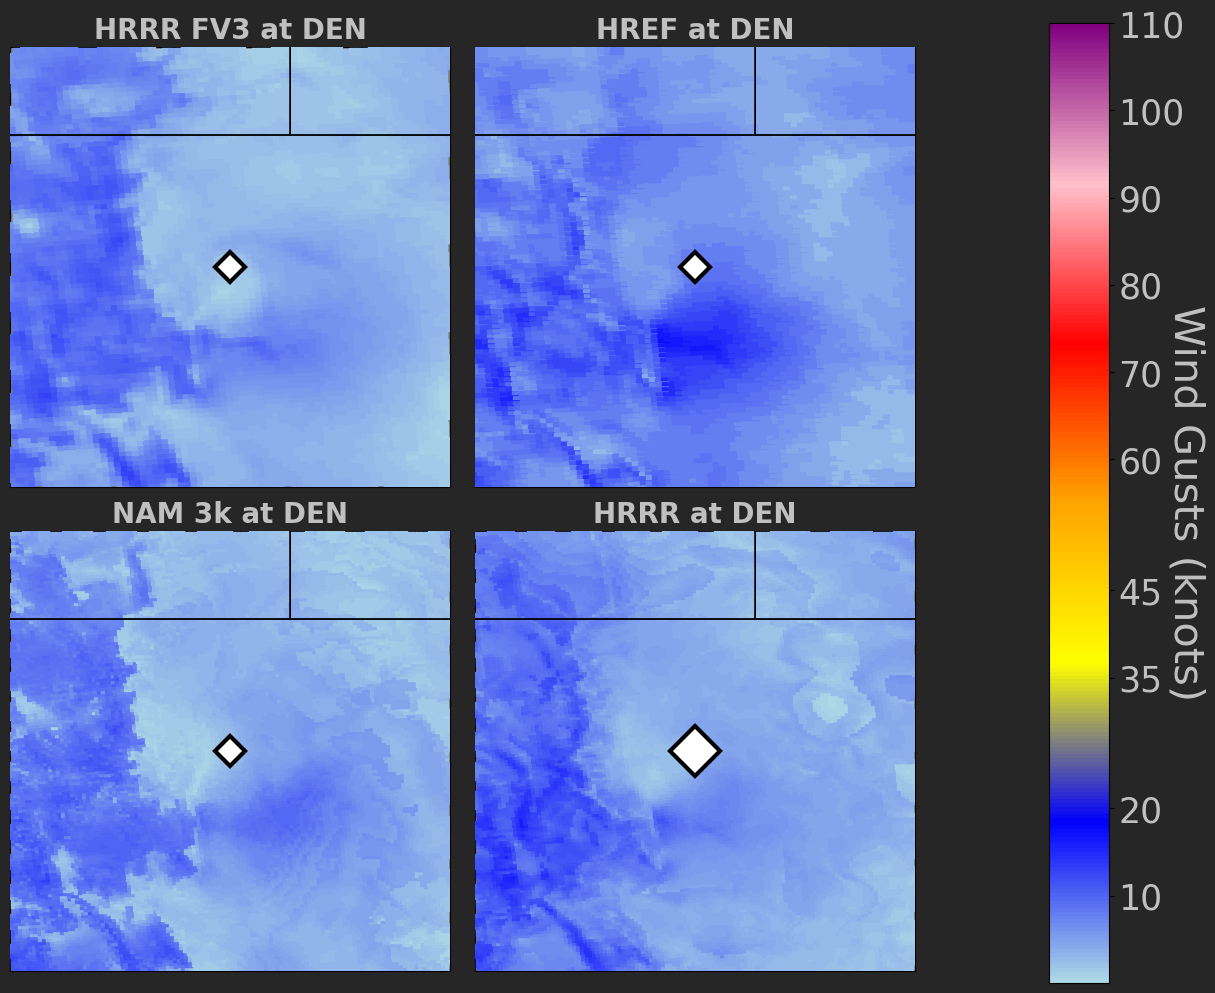 HRRR FV3 at DEN
HREF at DEN
NAM 3k at DEN
HRRR at DEN
110
100
90
80
70
60
45
35
20
10
Wind Gusts (knots)